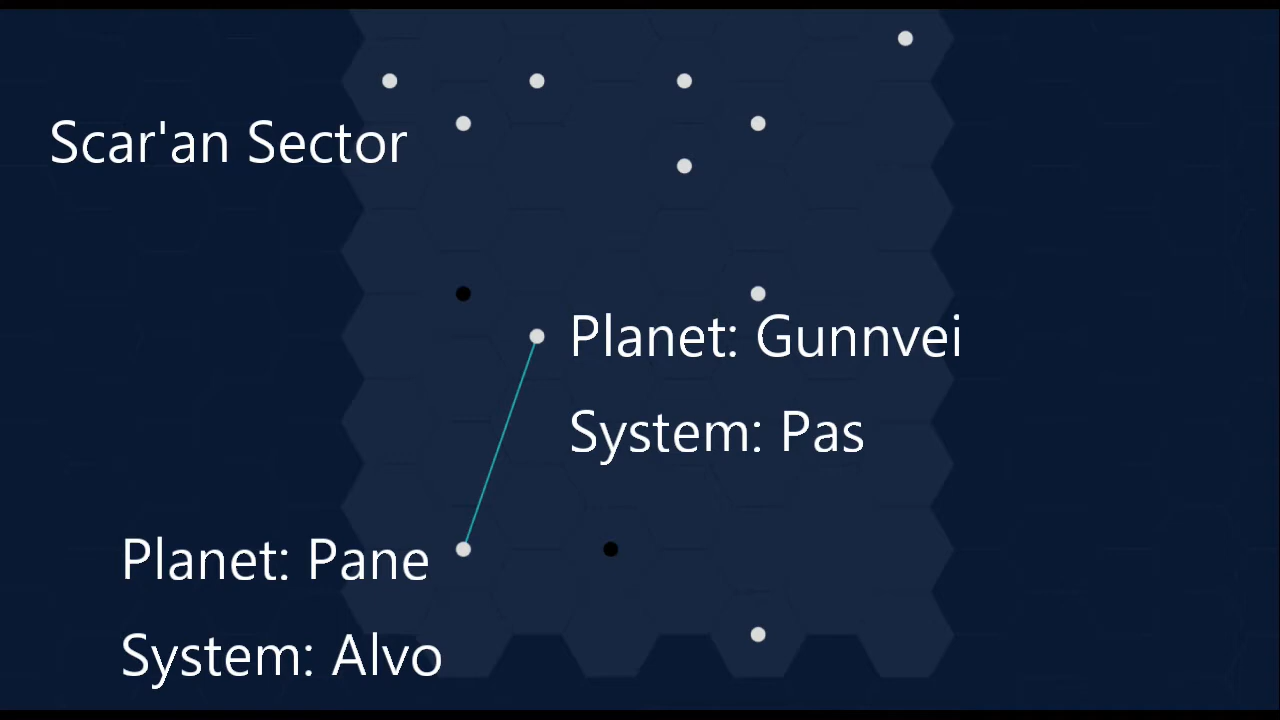 Scar'an Sector
Planet: Gunnvei
System: Pas
Planet: Pane
System: Alvo